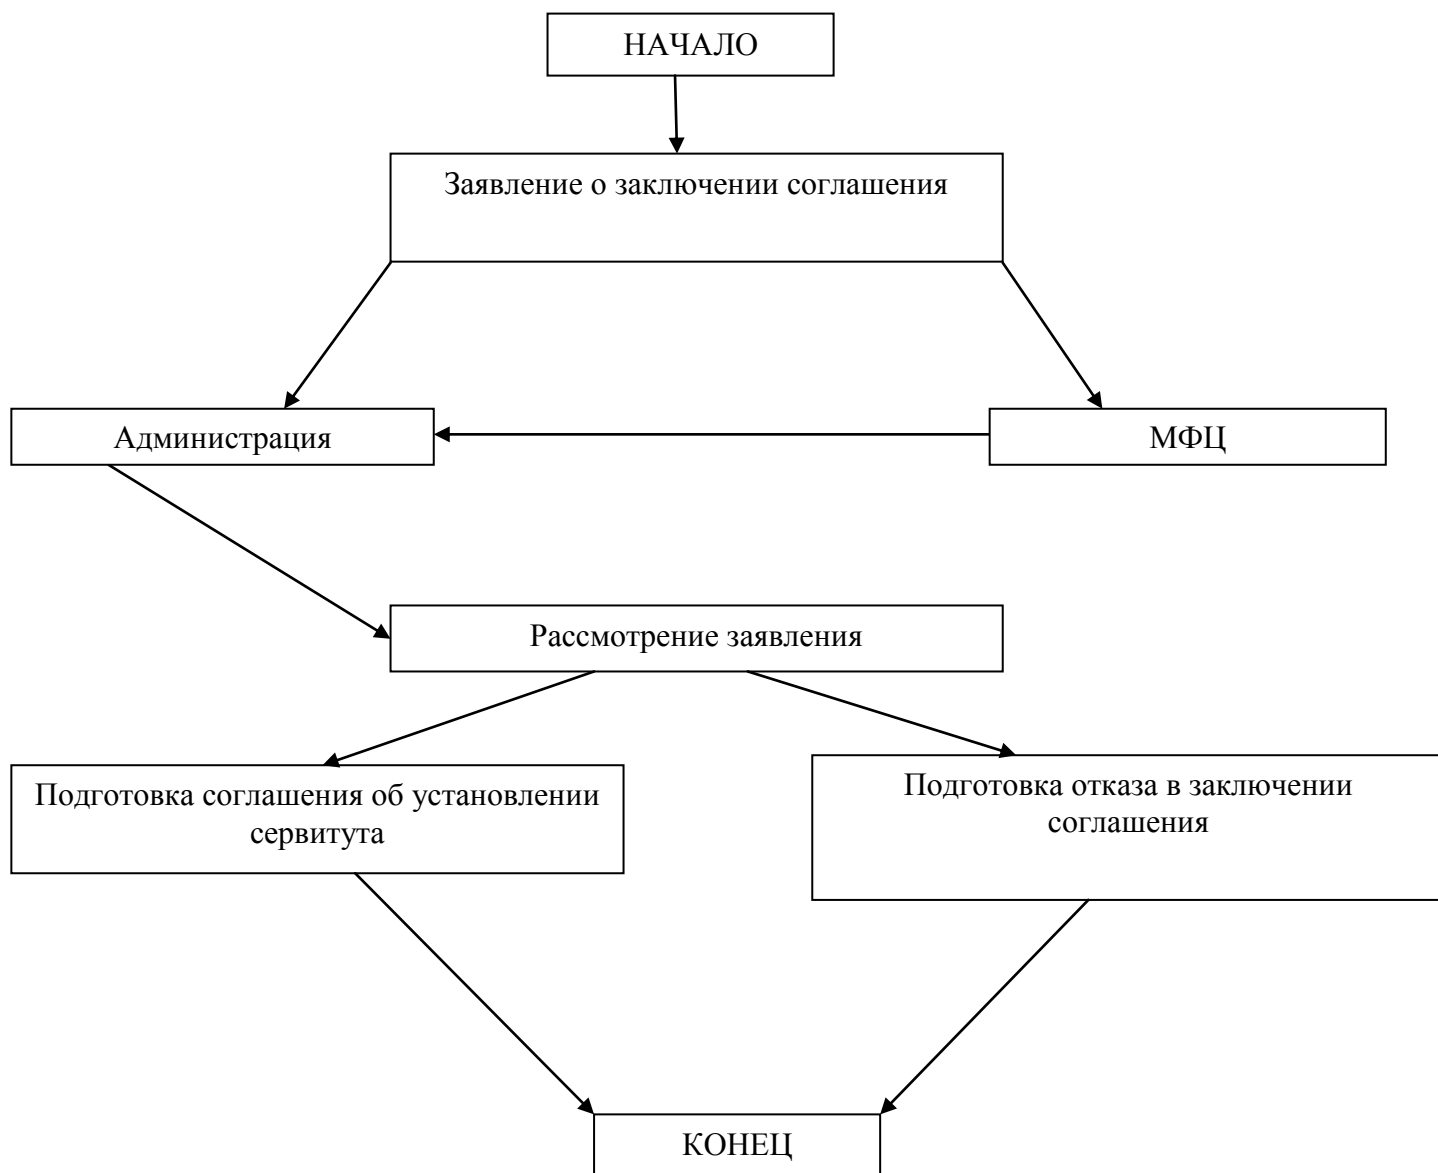 НАЧАЛО
Заявление о заключении соглашения
Администрация
МФЦ
Рассмотрение заявления
Подготовка соглашения об установлении
сервитута
Подготовка отказа в заключении
соглашения
КОНЕЦ